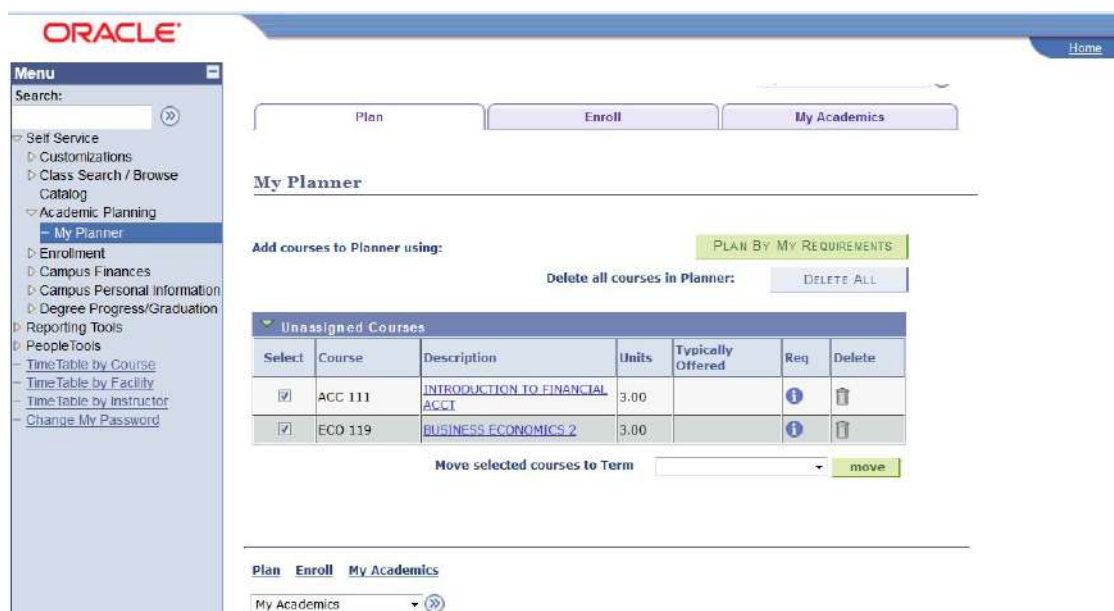 ORACLE
Home
Menu
Search:
Self Service
Customizations
Class Search / Browse
Catalog
Academic Planning
My Planner
Enrollment
Campus Finances
Campus Personal Information
Degree Progress/Graduation
Reporting Tools
PeopleTools
TimeTable by Course
TimeTable by Facility
TimeTable by Instructor
Change My Password
Plan Enroll My Academics
My Planner
Add courses to Planner using: PLAN BY MY REQUIREMENTS
Delete all courses in Planner: DELETE ALL
Unassigned Courses
Select Course Description Units Typically Offered Req Delete
ACC 111 INTRODUCTION TO FINANCIAL ACCT 3.00
ECO 119 BUSINESS ECONOMICS 2 3.00
Move selected courses to Term move
Plan Enroll My Academics
My Academics